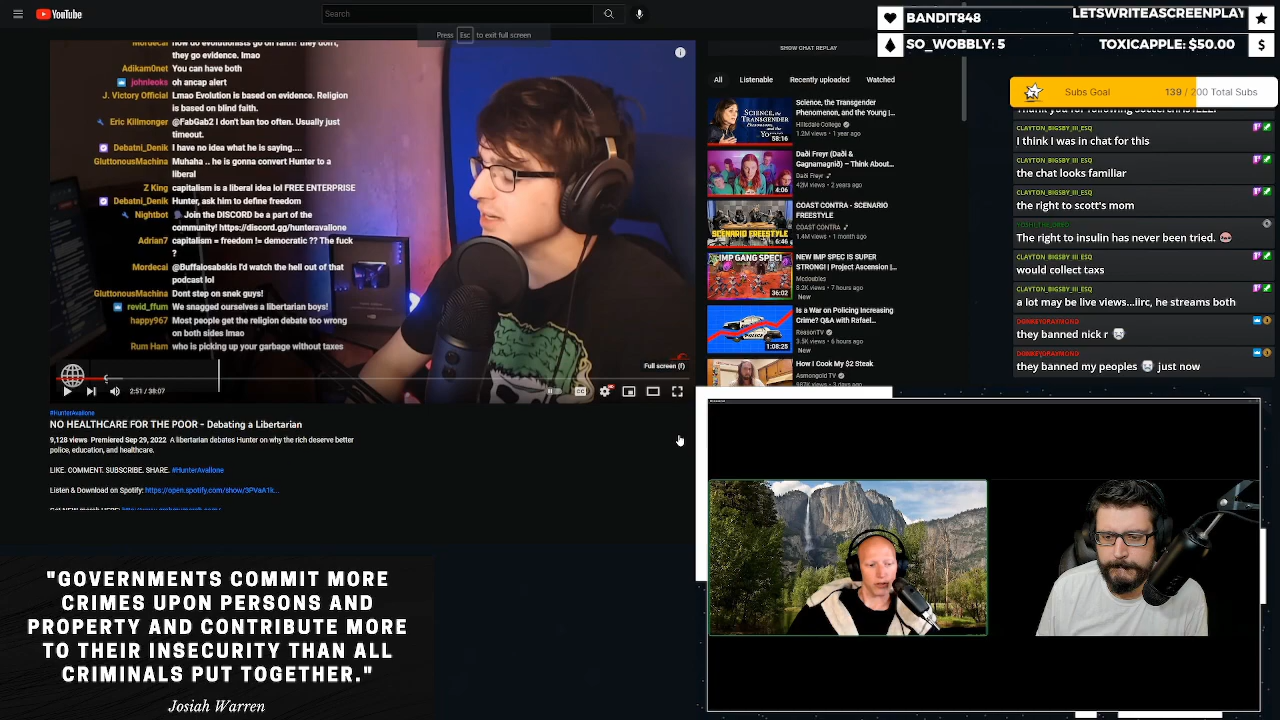 YouTube
Search
Press Esc to exit full screen
BANDIT848
LETSWRITEASCREENPLAY
SO_WOBBLY: 5
TOXICAPPLE: $50.00
Subs Goal
139 / 200 Total Subs
Mordecai how do evolutionists go on faith? they don't,
they go evidence. lmao
Adikam0net You can have both
johnleoks oh ancap alert
J. Victory Official Lmao Evolution is based on evidence. Religion
is based on blind faith.
Eric Killmonger @FabGab2 I don't ban too often. Usually just
timeout.
Debatni_Denik I have no idea what he is saying....
GluttonousMachina Muhaha .. he is gonna convert Hunter to a
liberal
Z King capitalism is a liberal idea lol FREE ENTERPRISE
Debatni_Denik Hunter, ask him to define freedom
Nightbot Join the DISCORD be a part of the
community! https://discord.gg/hunteravallone
Adrian7 capitalism = freedom != democratic ?? The fuck
?
Mordecai @Buffalosabskis I'd watch the hell out of that
podcast lol
GluttonousMachina Dont step on snek guys!
revid_ffum We snagged ourselves a libertarian boys!
happy967 Most people get the religion debate too wrong
on both sides lmao
Rum Ham who is picking up your garbage without taxes
Full screen (f)
2:51 / 38:07
#HunterAvallone
NO HEALTHCARE FOR THE POOR - Debating a Libertarian
9,128 views Premiered Sep 29, 2022 A libertarian debates Hunter on why the rich deserve better
police, education, and healthcare.
LIKE. COMMENT. SUBSCRIBE. SHARE. #HunterAvallone
Listen & Download on Spotify: https://open.spotify.com/show/3PVaA1k...
SHOW CHAT REPLAY
All Listenable Recently uploaded Watched
SCIENCE, THE TRANSGENDER PHENOMENON, AND THE YOUNG
58:16
Science, the Transgender
Phenomenon, and the Young |...
Hillsdale College
1.2M views • 1 year ago
4:06
Daði Freyr (Daði &
Gagnamagnið) – Think About...
Daði Freyr
42M views • 2 years ago
SCENARIO FREESTYLE
6:46
COAST CONTRA - SCENARIO
FREESTYLE
COAST CONTRA
1.4M views • 1 month ago
IMP GANG SPEC!
36:02
NEW IMP SPEC IS SUPER
STRONG! | Project Ascension |...
Mcdoubles
8.2K views • 7 hours ago
New
1:08:25
Is a War on Policing Increasing
Crime? Q&A with Rafael...
ReasonTV
3.5K views • 6 hours ago
New
How I Cook My $2 Steak
Asmongold TV
CLAYTON_BIGSBY_III_ESQ
I think I was in chat for this
CLAYTON_BIGSBY_III_ESQ
the chat looks familiar
CLAYTON_BIGSBY_III_ESQ
the right to scott's mom
The right to insulin has never been tried.
CLAYTON_BIGSBY_III_ESQ
would collect taxs
CLAYTON_BIGSBY_III_ESQ
a lot may be live views...iirc, he streams both
DONKEYDRAYMOND
they banned nick r
DONKEYDRAYMOND
they banned my peoples just now
"GOVERNMENTS COMMIT MORE
CRIMES UPON PERSONS AND
PROPERTY AND CONTRIBUTE MORE
TO THEIR INSECURITY THAN ALL
CRIMINALS PUT TOGETHER."
Josiah Warren